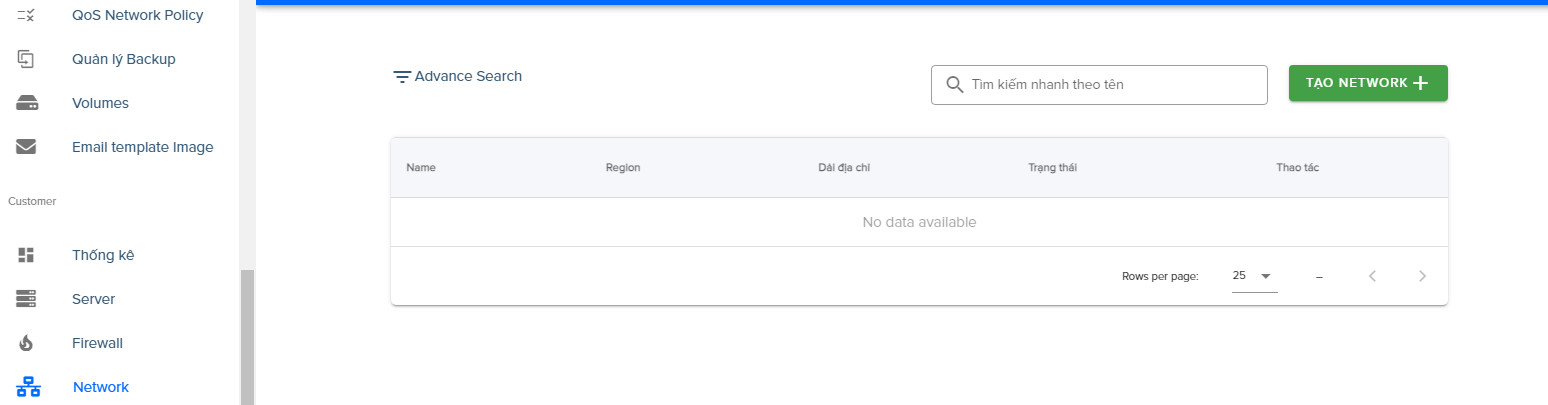 QoS Network Policy
Quản lý Backup
Volumes
Email template Image
Customer
Thống kê
Server
Firewall
Network
Advance Search
Tìm kiếm nhanh theo tên
TẠO NETWORK
Name Region Dải địa chỉ Trạng thái Thao tác
No data available
Rows per page: 25 –